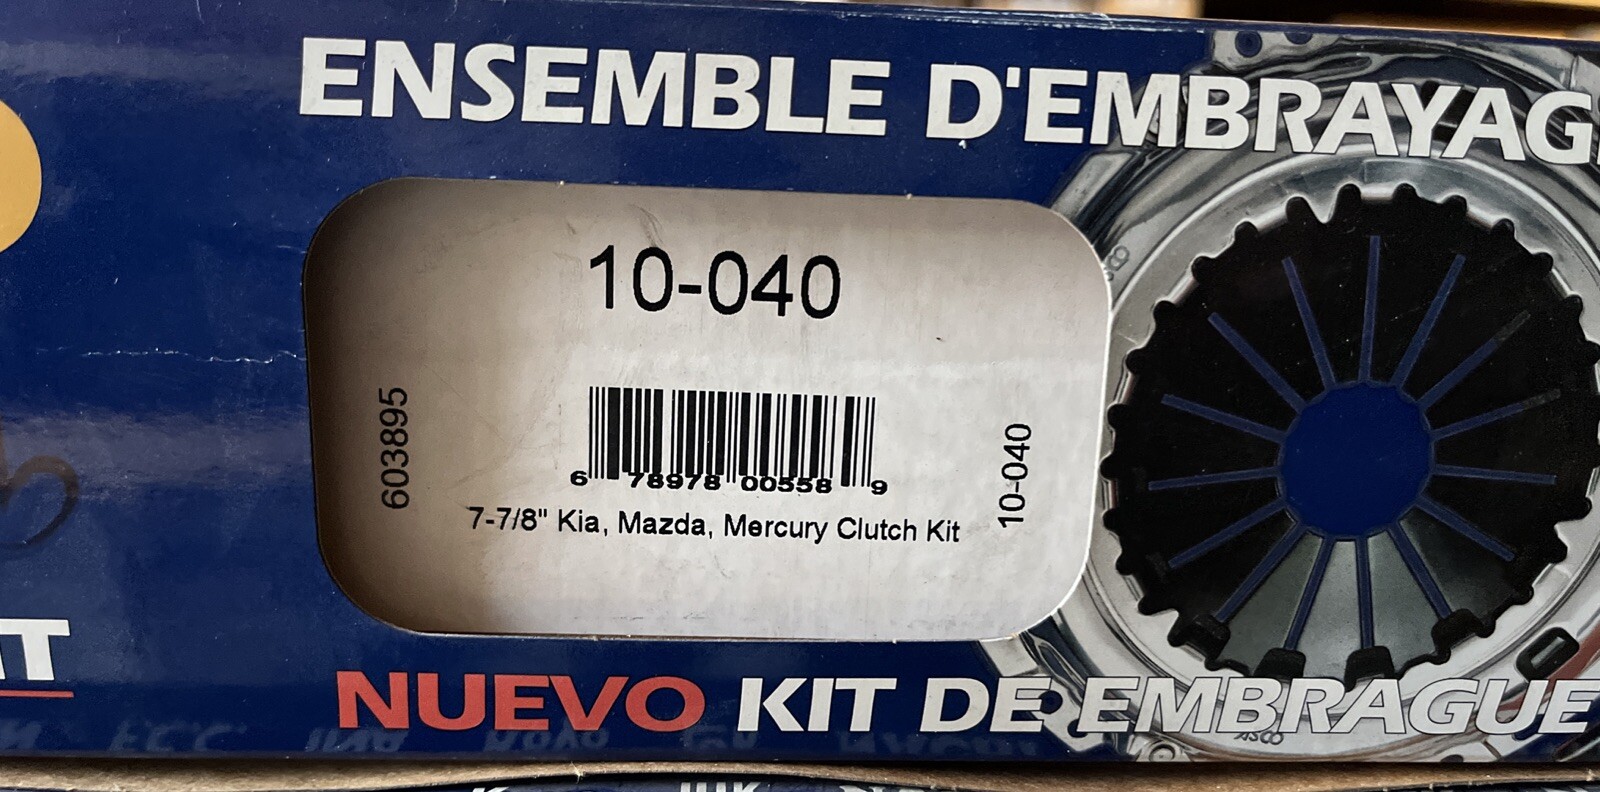 ENSEMBLE D'EMBRAYAG
10-040
603895
6 78978 00558 9
10-040
7-7/8" Kia, Mazda, Mercury Clutch Kit
IT
NUEVO KIT DE EMBRAGUE